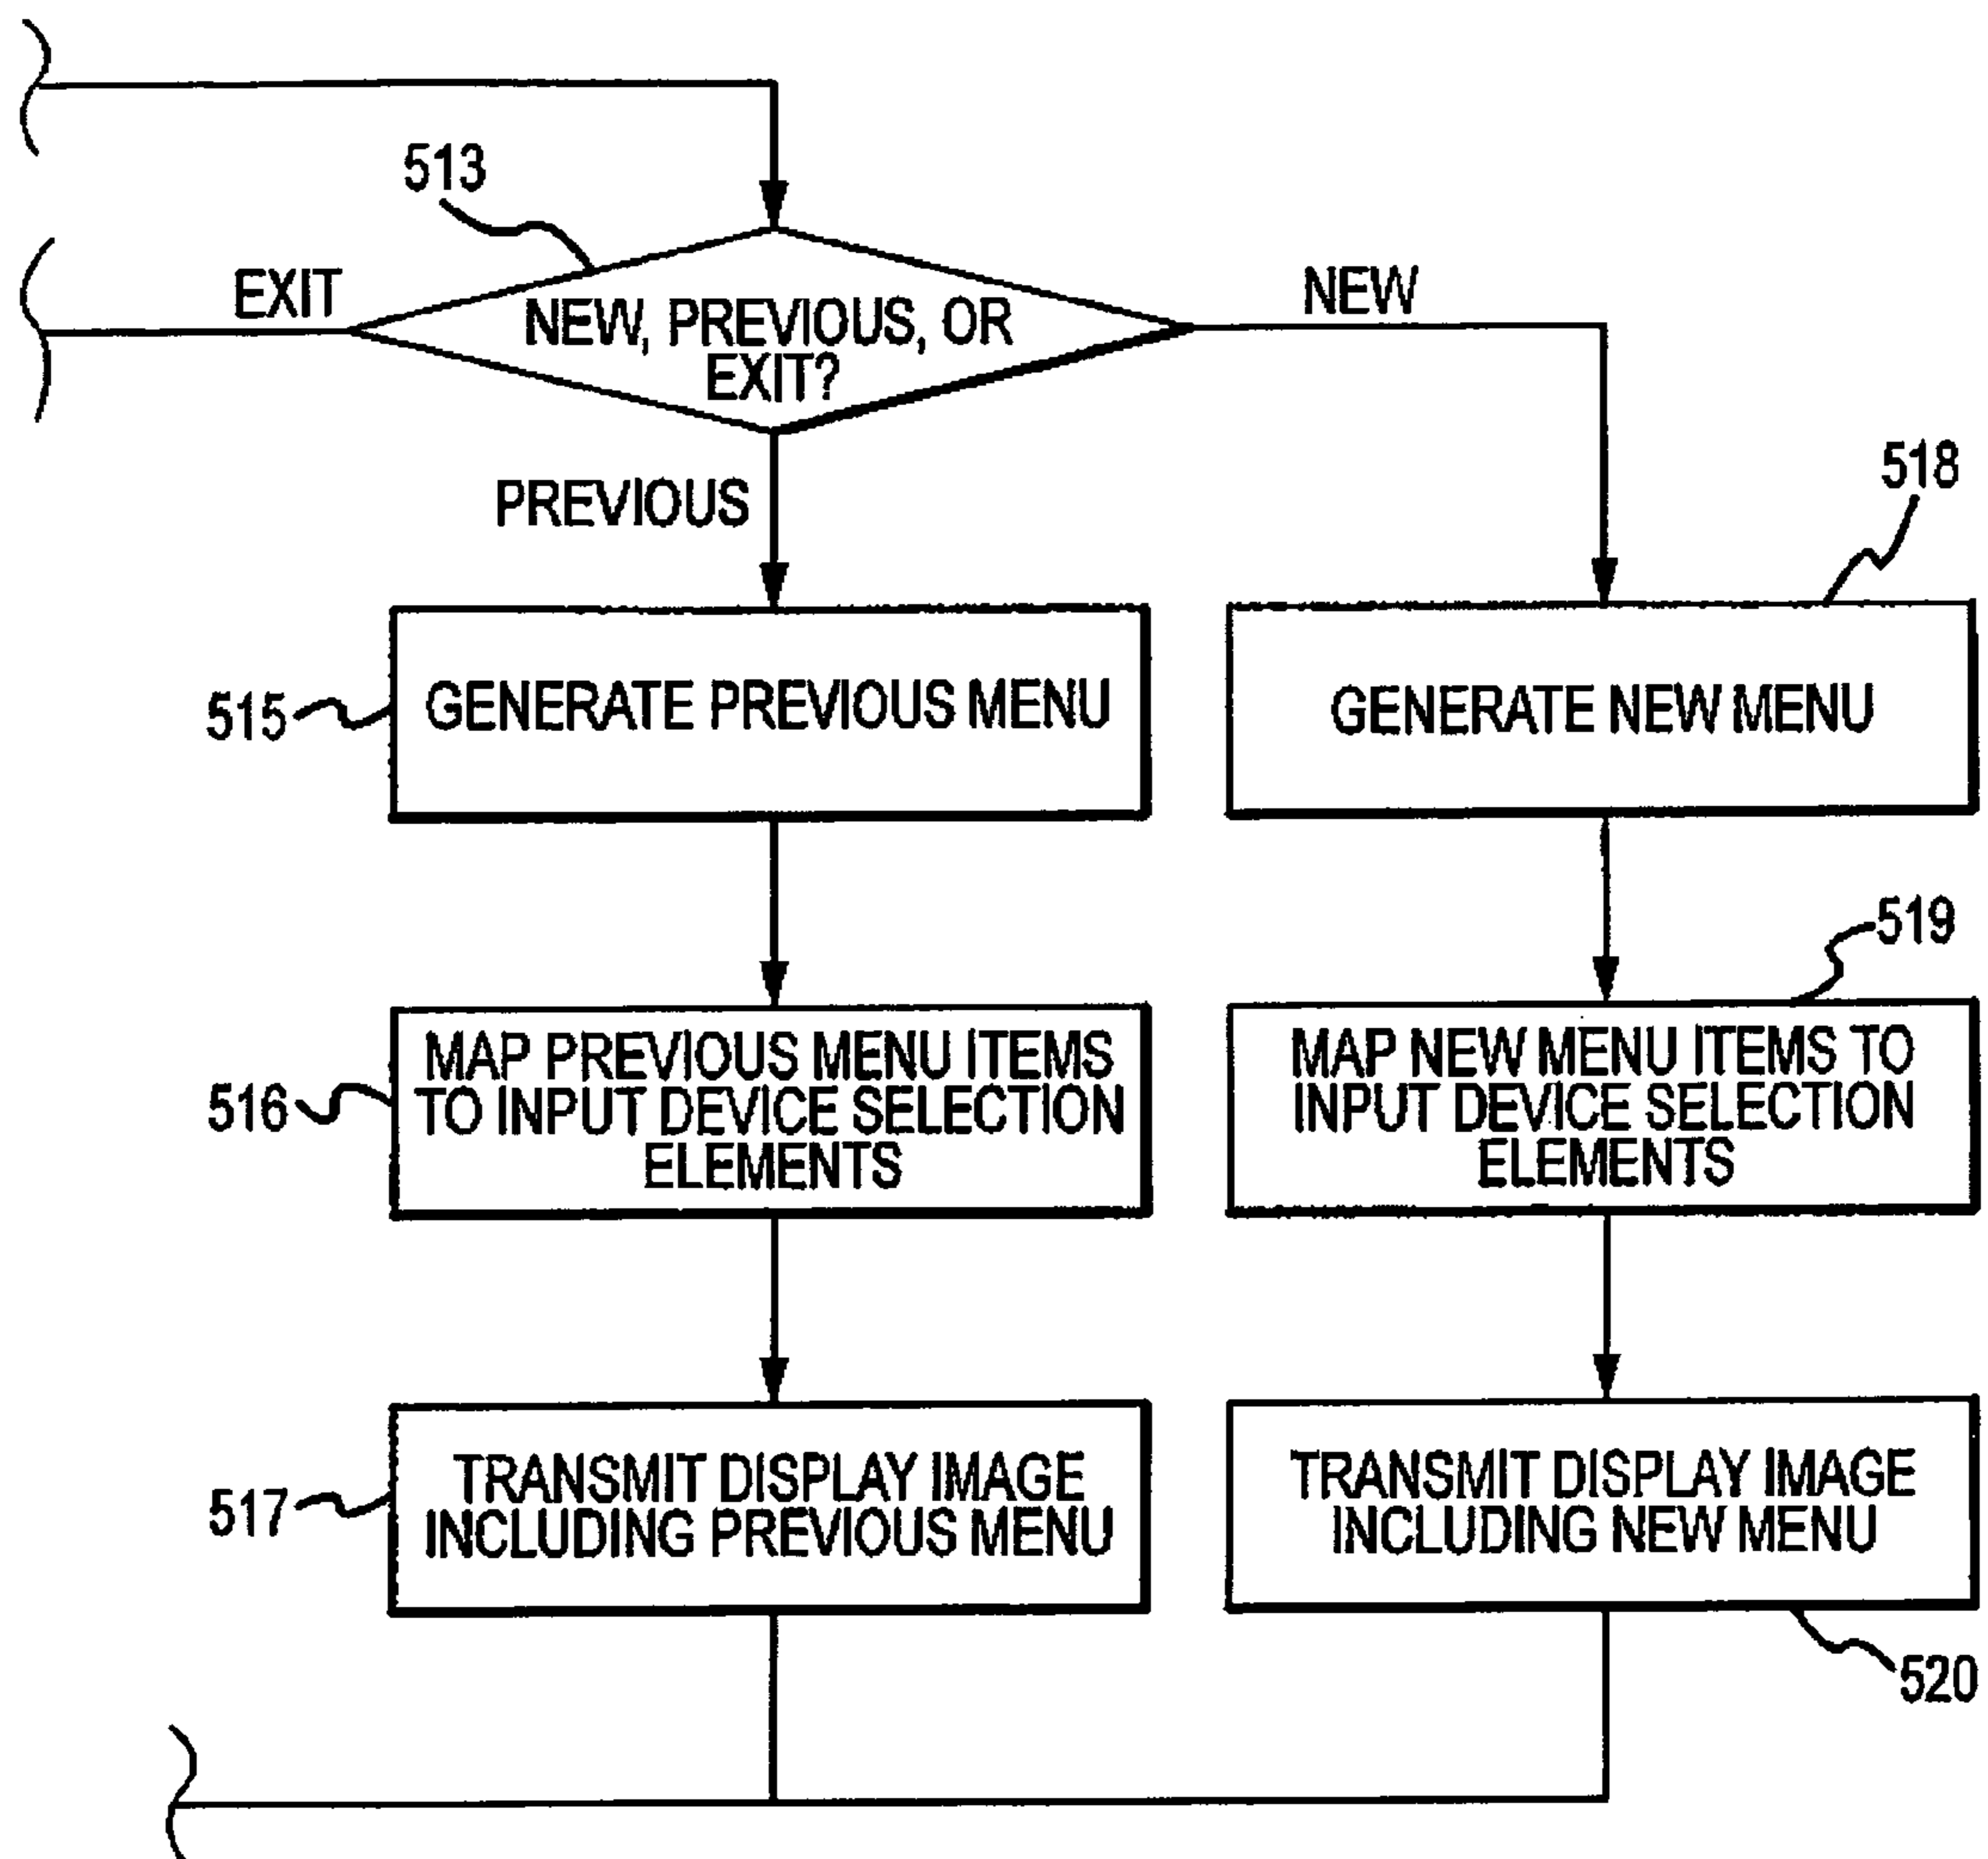 513
EXIT
NEW, PREVIOUS, OR
EXIT?
NEW
PREVIOUS
518
515
GENERATE PREVIOUS MENU
GENERATE NEW MENU
519
516
MAP PREVIOUS MENU ITEMS
TO INPUT DEVICE SELECTION
ELEMENTS
MAP NEW MENU ITEMS TO
INPUT DEVICE SELECTION
ELEMENTS
517
TRANSMIT DISPLAY IMAGE
INCLUDING PREVIOUS MENU
TRANSMIT DISPLAY IMAGE
INCLUDING NEW MENU
520